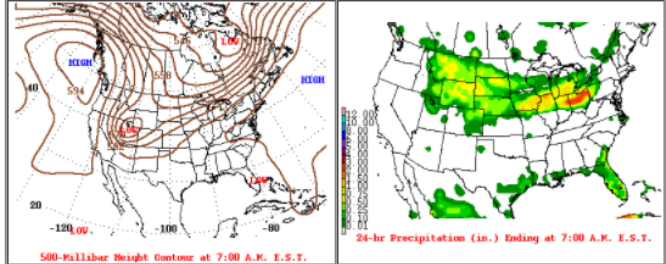 546
LOW
HIGH
558
HIGH
40
594
LOW
LOW
20
-120
LOW
-100
-80
500-Millibar Height Contour at 7:00 A.M. E.S.T.
12.00
10.00
24-hr Precipitation (in.) Ending at 7:00 A.M. E.S.T.